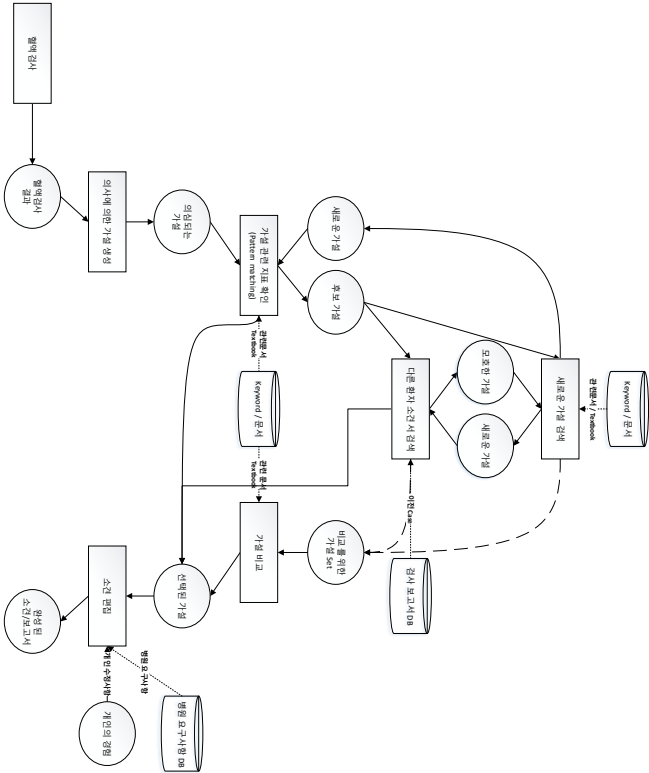 혈액 검사
혈액검사
결과
의사에 의한 가설 생성
의심되는
가설
가설 관련 지표 확인
(Pattern matching)
새로운 가설
후보 가설
다른 환자 소견 서 검색
모호한 가설
새로운 가설
새로운 가설 검색
관련문서 / Textbook
Keyword / 문서
관련문서
Textbook
Keyword / 문서
관련 문서
Textbook
가설 비교
비교를 위한
가설 Set
이전 Case
검사 보고서 DB
선택된 가설
소견 편집
완성된
소견/보고서
개인수정사항
병원요구사항
개인의 경험
병원 요구사항 DB